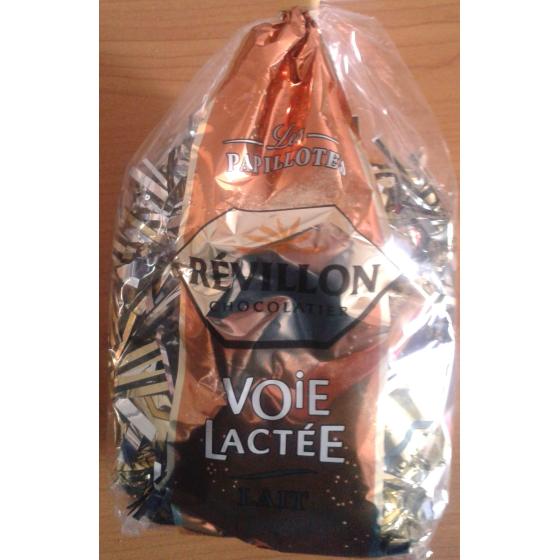 Les
PAPILLOTES
RÉVILLON
CHOCOLATIER
VOiE
LACTÉE
LAIT